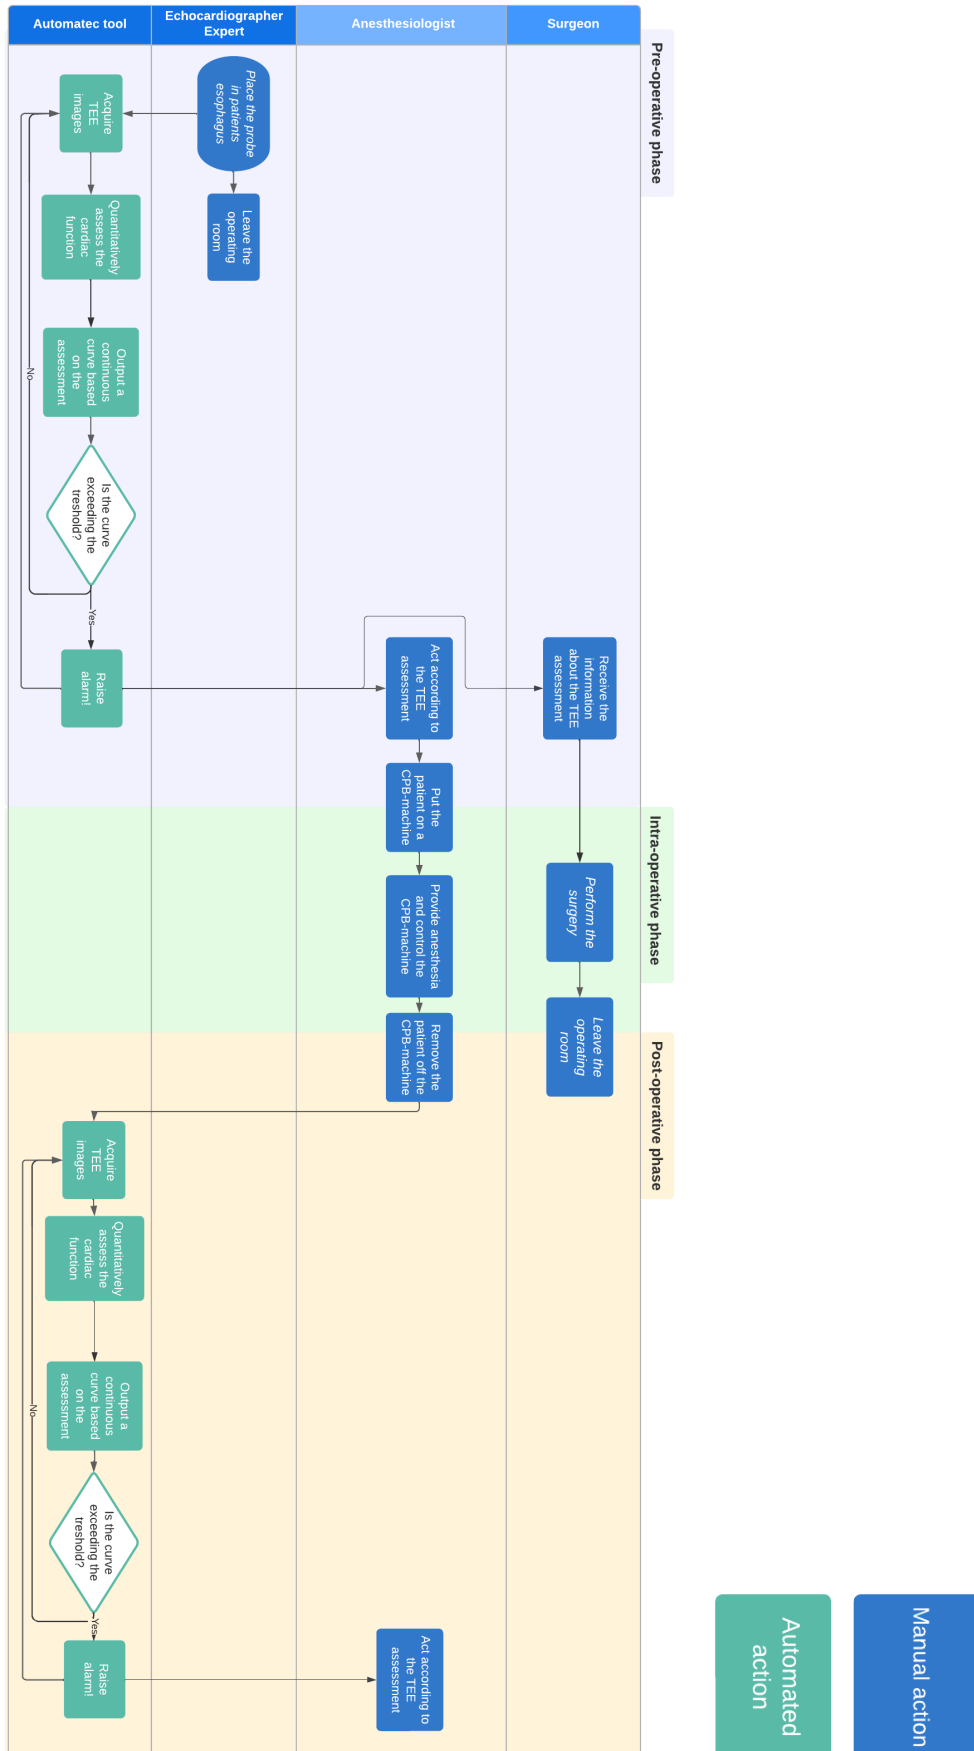 Automatec tool
Echocardiographer
Expert
Anesthesiologist
Surgeon
Pre-operative phase
Place the probe
in patients
esophagus
Leave the
operating
room
Acquire
TEE
images
Quantitatively
assess the
cardiac
function
Output a
continuous
curve based
on the
assessment
Is the curve
exceeding the
treshold?
No
Yes
Raise
alarm!
Act according to
the TEE
assessment
Receive the
information
about the TEE
assessment
Put the
patient on a
CPB-machine
Intra-operative phase
Provide anesthesia
and control the
CPB-machine
Perform the
surgery
Leave the
operating
room
Remove the
patient off the
CPB-machine
Post-operative phase
Acquire
TEE
images
Quantitatively
assess the
cardiac
function
Output a
continuous
curve based
on the
assessment
Is the curve
exceeding the
treshold?
No
Yes
Raise
alarm!
Act according to
the TEE
assessment
Manual action
Automated
action